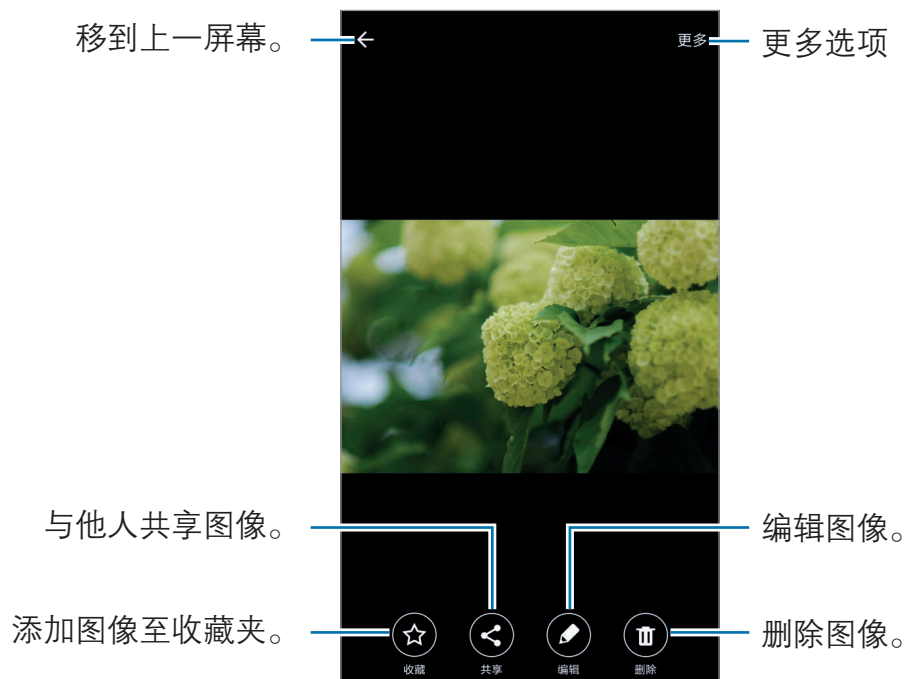 移到上一屏幕。
更多
更多选项
与他人共享图像。
编辑图像。
添加图像至收藏夹。
删除图像。
收藏
共享
编辑
删除